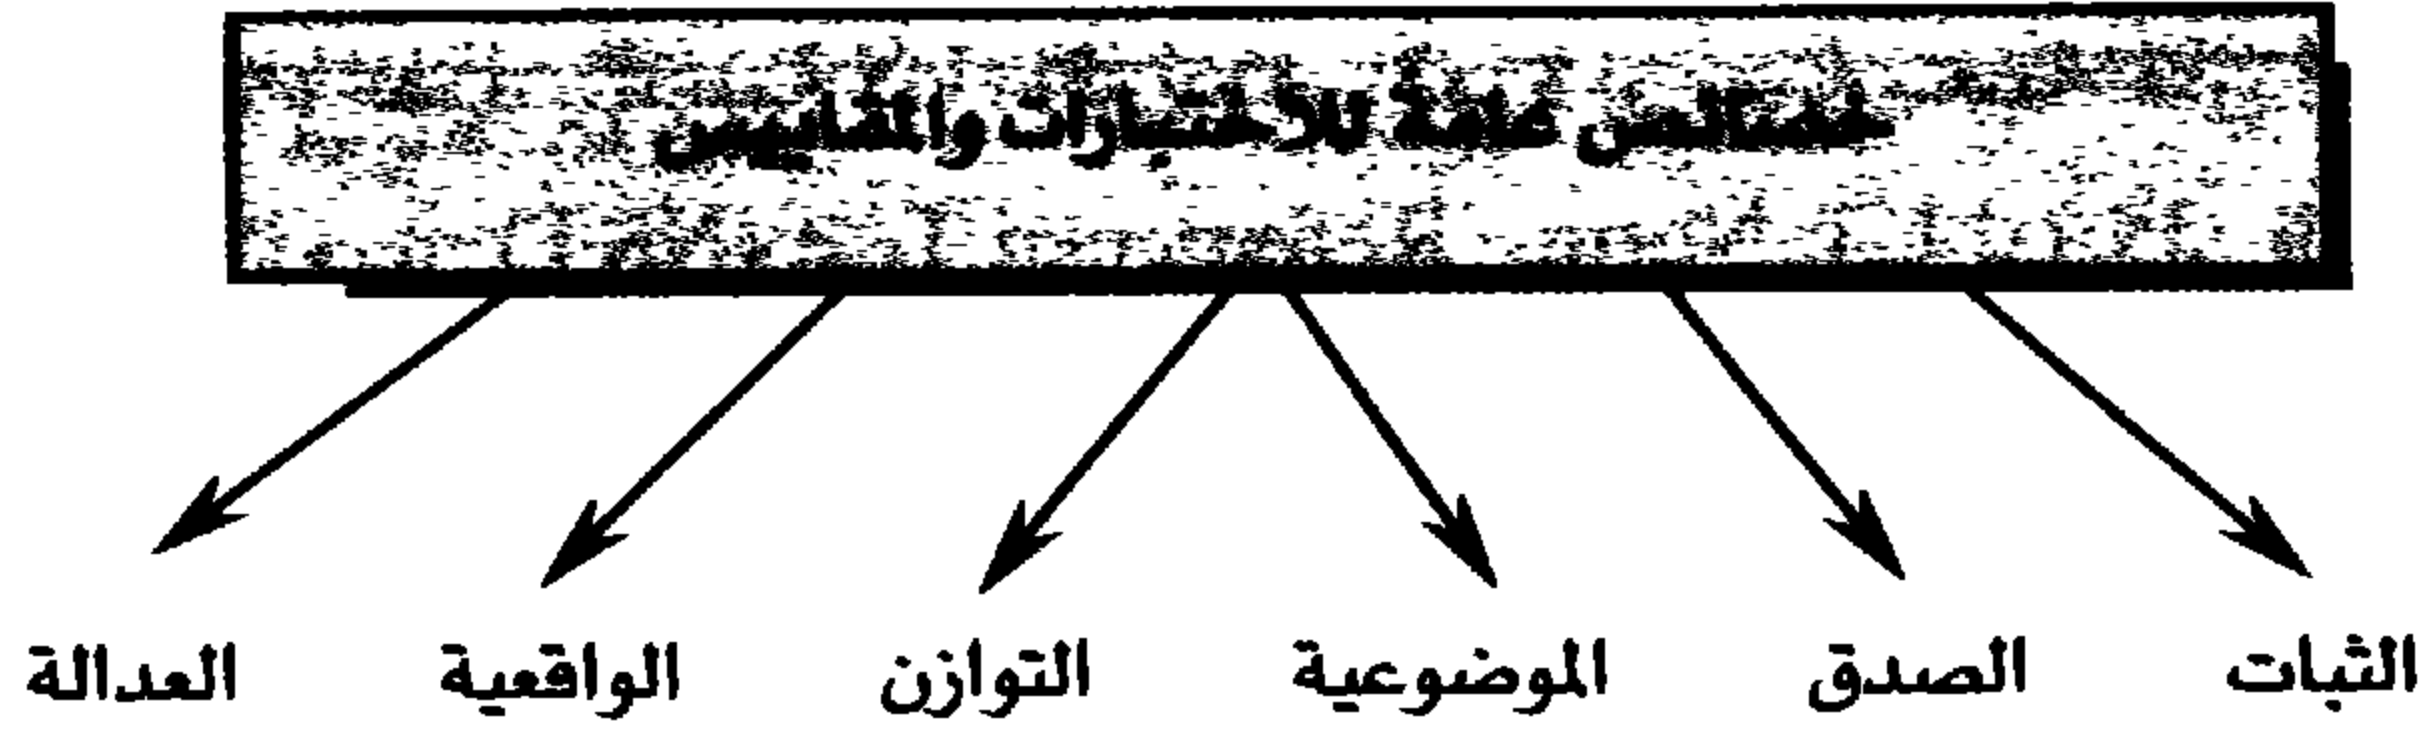 خصائص عامة للاختبارات والمقاييس
الثبات الصدق الموضوعية التوازن الواقعية العدالة